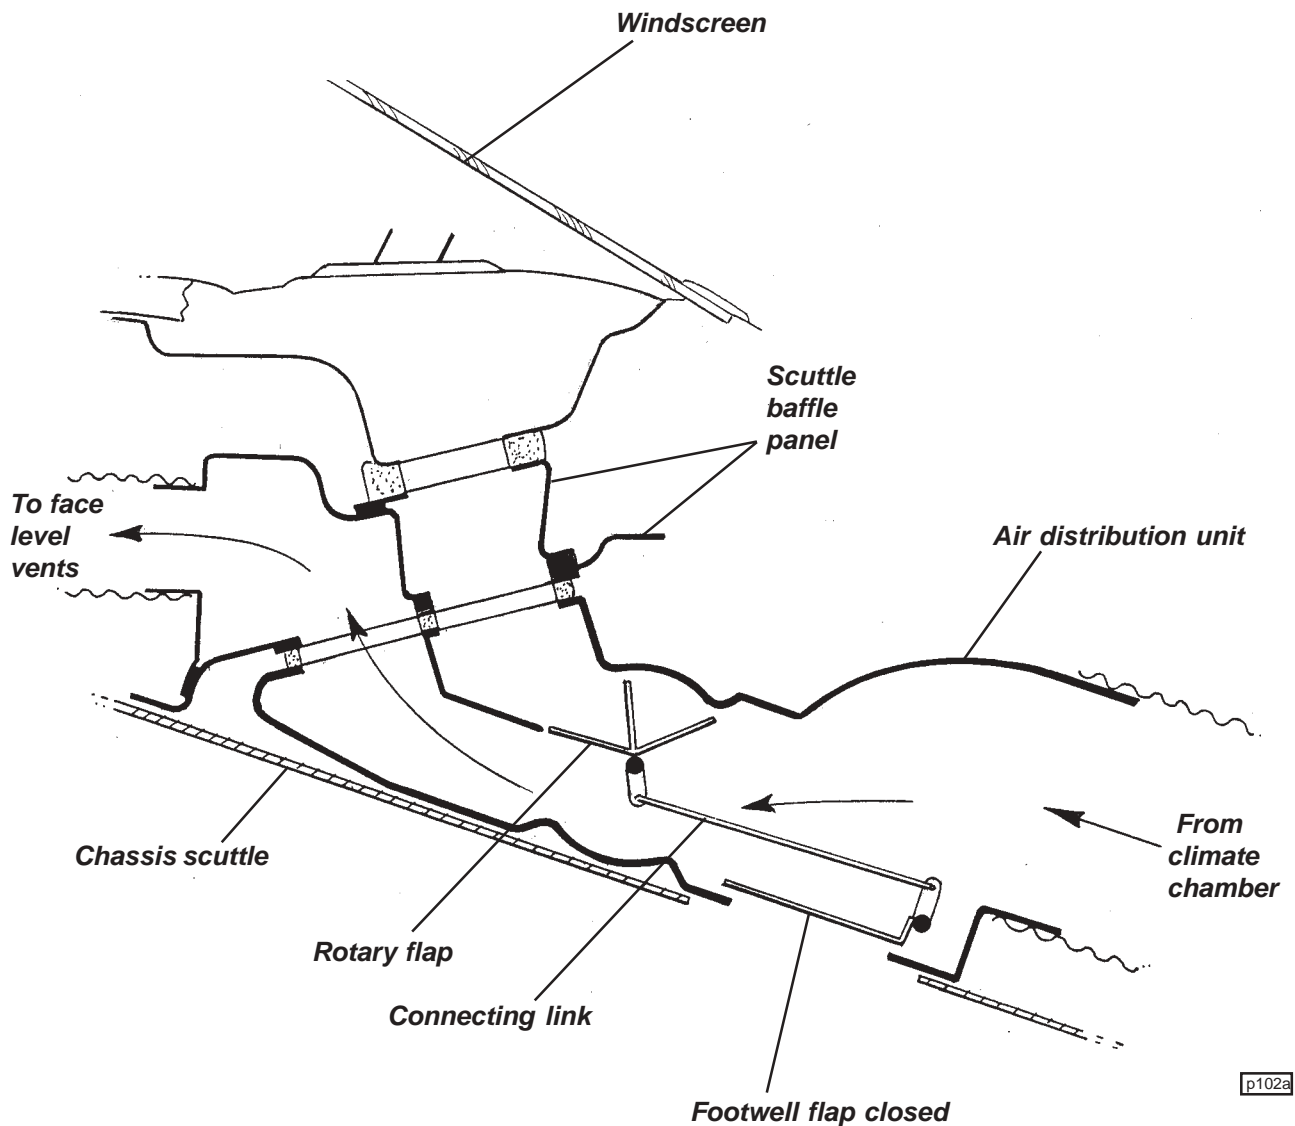 Windscreen
Scuttle
baffle
panel
To face
level
vents
Air distribution unit
From
climate
chamber
Chassis scuttle
Rotary flap
Connecting link
Footwell flap closed
p102a